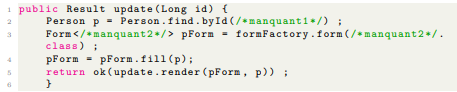 1 public Result update(Long id) {
2 Person p = Person.find.byId(/*manquant1*/) ;
3 Form</*manquant2*/> pForm = formFactory.form(/*manquant2*/.
class) ;
4 pForm = pForm.fill(p);
5 return ok(update.render(pForm, p)) ;
6 }